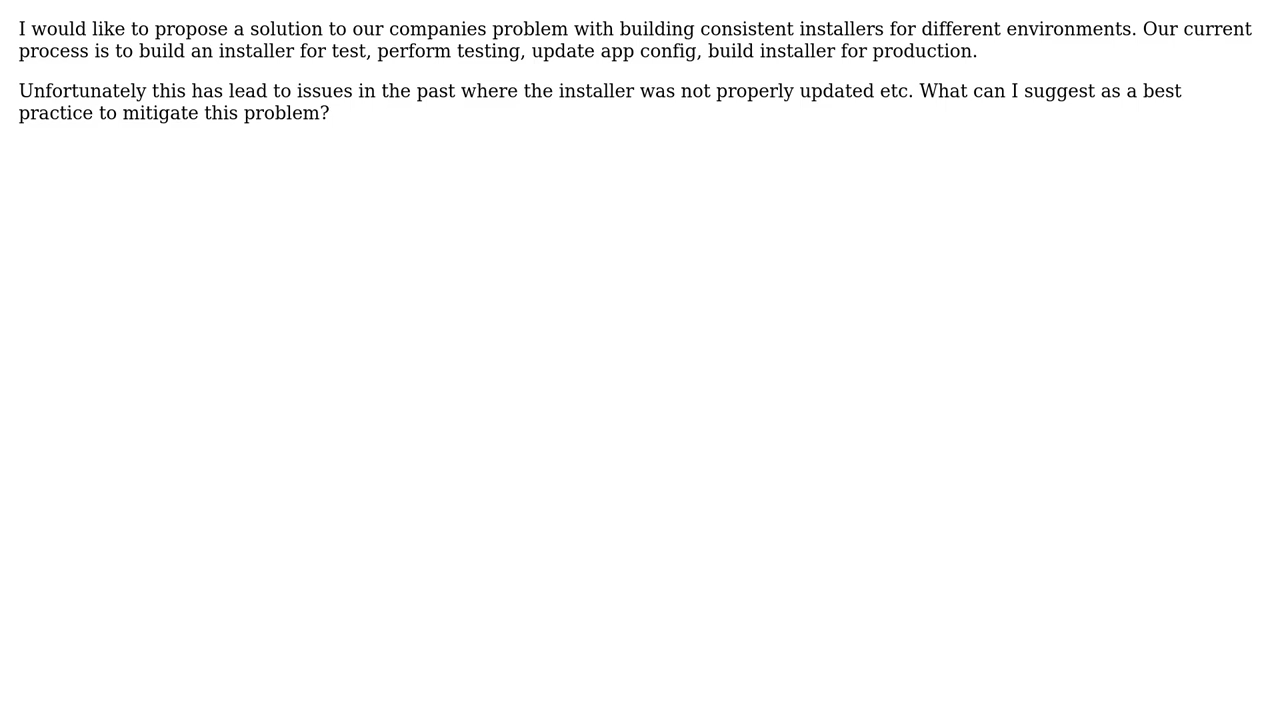 I would like to propose a solution to our companies problem with building consistent installers for different environments. Our current
process is to build an installer for test, perform testing, update app config, build installer for production.
Unfortunately this has lead to issues in the past where the installer was not properly updated etc. What can I suggest as a best
practice to mitigate this problem?